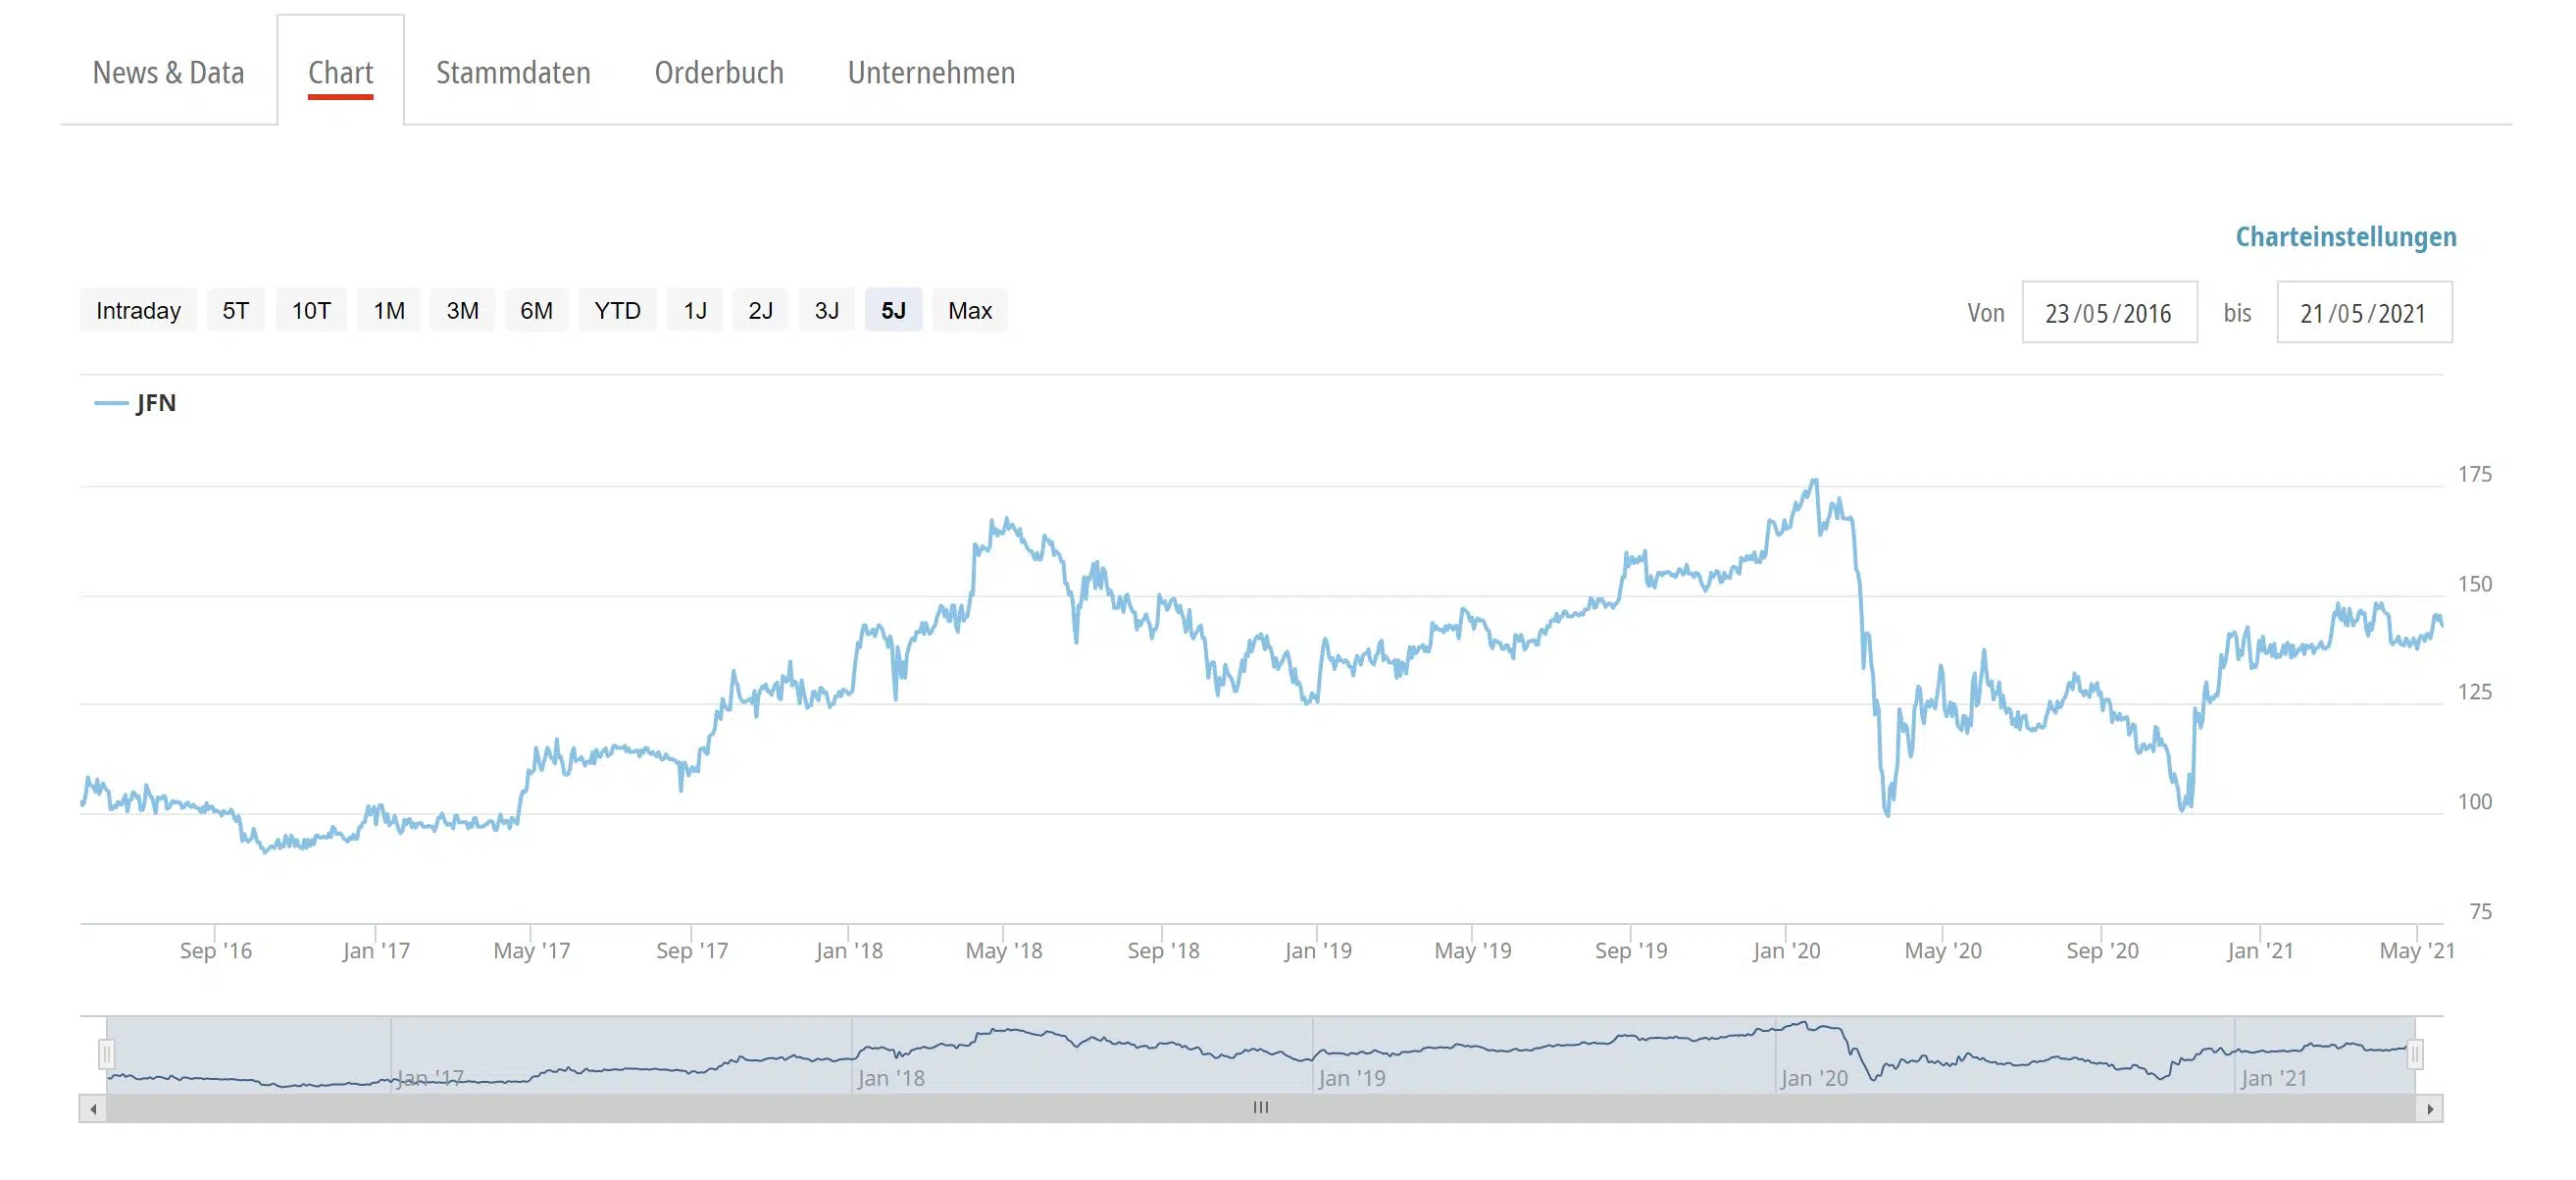 News & Data Chart Stammdaten Orderbuch Unternehmen
Charteinstellungen
Intraday 5T 10T 1M 3M 6M YTD 1J 2J 3J 5J Max Von 23/05/2016 bis 21/05/2021
JFN
175
150
125
100
75
Sep '16 Jan '17 May '17 Sep '17 Jan '18 May '18 Sep '18 Jan '19 May '19 Sep '19 Jan '20 May '20 Sep '20 Jan '21 May '21
Jan '17 Jan '18 Jan '19 Jan '20 Jan '21